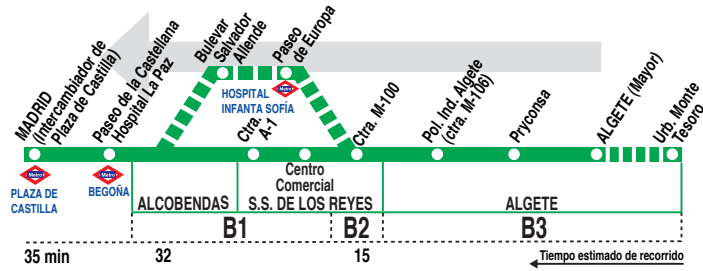 MADRID
(Intercambiador de
Plaza de Castilla)
Paseo de la Castellana
Hospital La Paz
Bulevar
Salvador
Allende
Paseo
de Europa
HOSPITAL
INFANTA SOFÍA
Metro
Ctra.
A-1
Ctra. M-100
Pol. Ind. Algete
(ctra. M-106)
Pryconsa
ALGETE (Mayor)
Urb. Monte
Tesoro
Metro
PLAZA DE
CASTILLA
Metro
BEGOÑA
Centro
Comercial
ALCOBENDAS
S.S. DE LOS REYES
ALGETE
B1
B2
B3
35 min
32
15
Tiempo estimado de recorrido